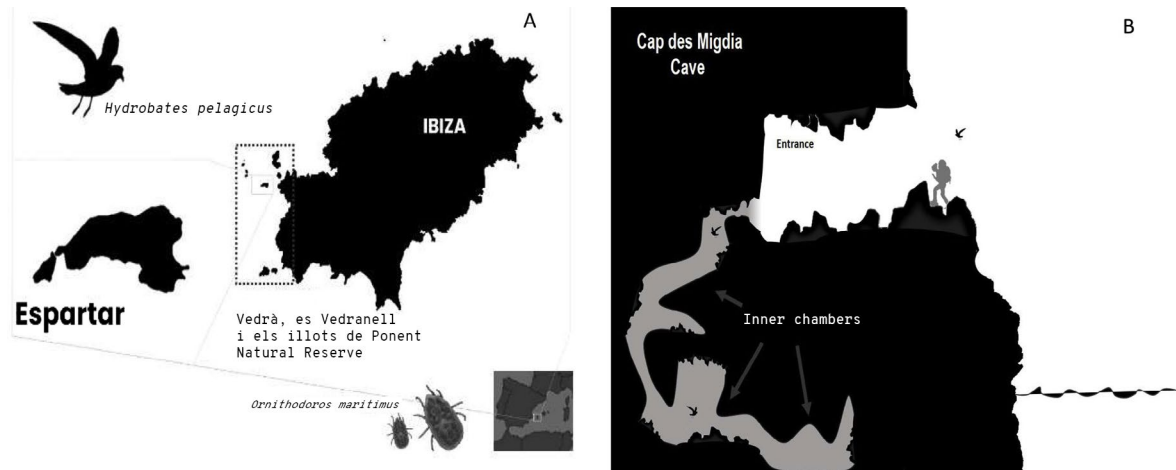 A
Hydrobates pelagicus
IBIZA
Espartar
Vedrà, es Vedranell
i els illots de Ponent
Natural Reserve
Ornithodoros maritimus
B
Cap des Migdia
Cave
Entrance
Inner chambers